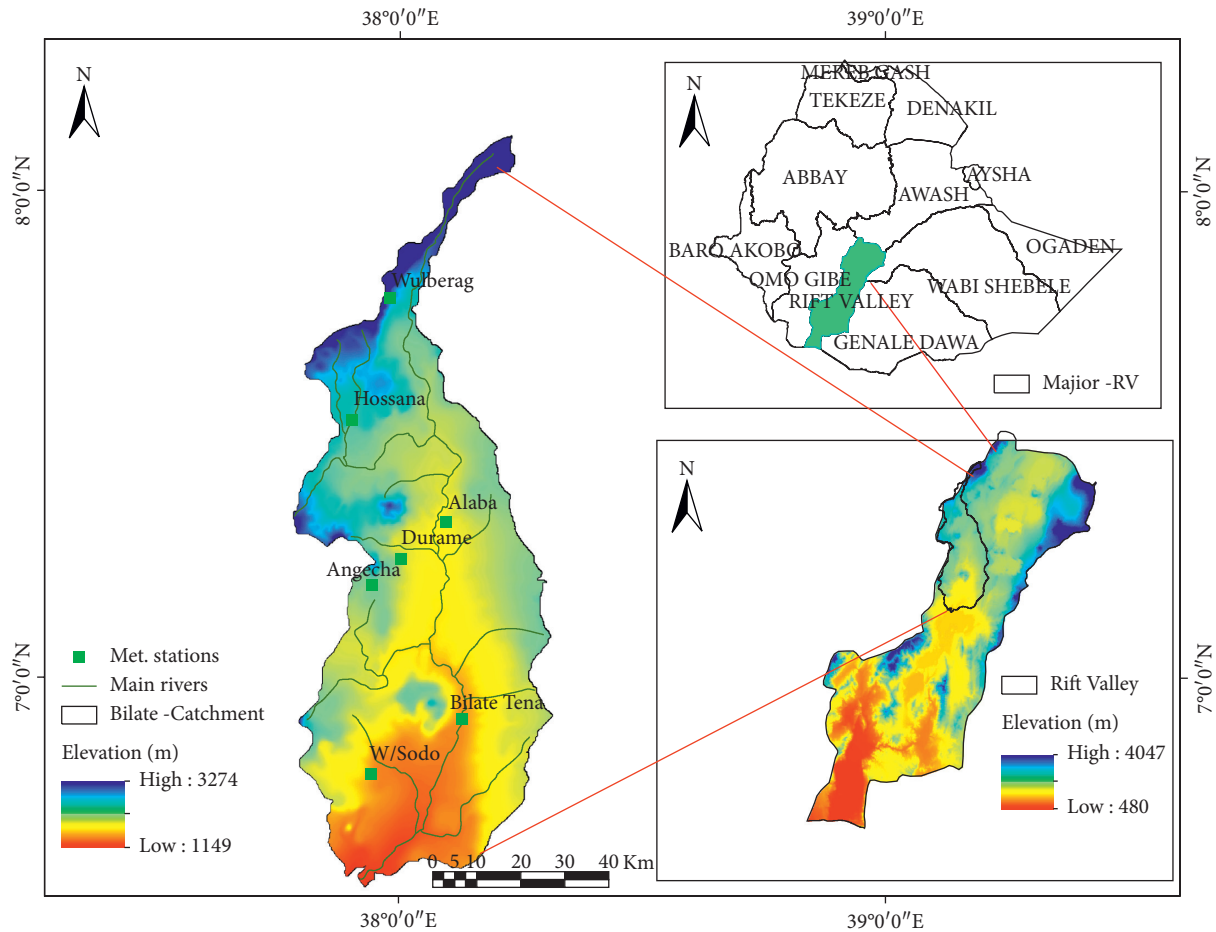 38°0′0″E
39°0′0″E
8°0′0″N
8°0′0″N
N
N
MEREB GASH
TEKEZE
DENAKIL
ABBAY
AYSHA
AWASH
BARO AKOBO
OGADEN
OMO GIBE
WABI SHEBELE
RIFT VALLEY
GENALE DAWA
Majior -RV
Wulberag
Hossana
Alaba
Durame
Angecha
Bilate Tena
W/Sodo
N
Met. stations
Main rivers
Bilate -Catchment
Elevation (m)
High : 3274
Low : 1149
0 5 10 20 30 40 Km
Rift Valley
Elevation (m)
High : 4047
Low : 480
7°0′0″N
7°0′0″N
38°0′0″E
39°0′0″E